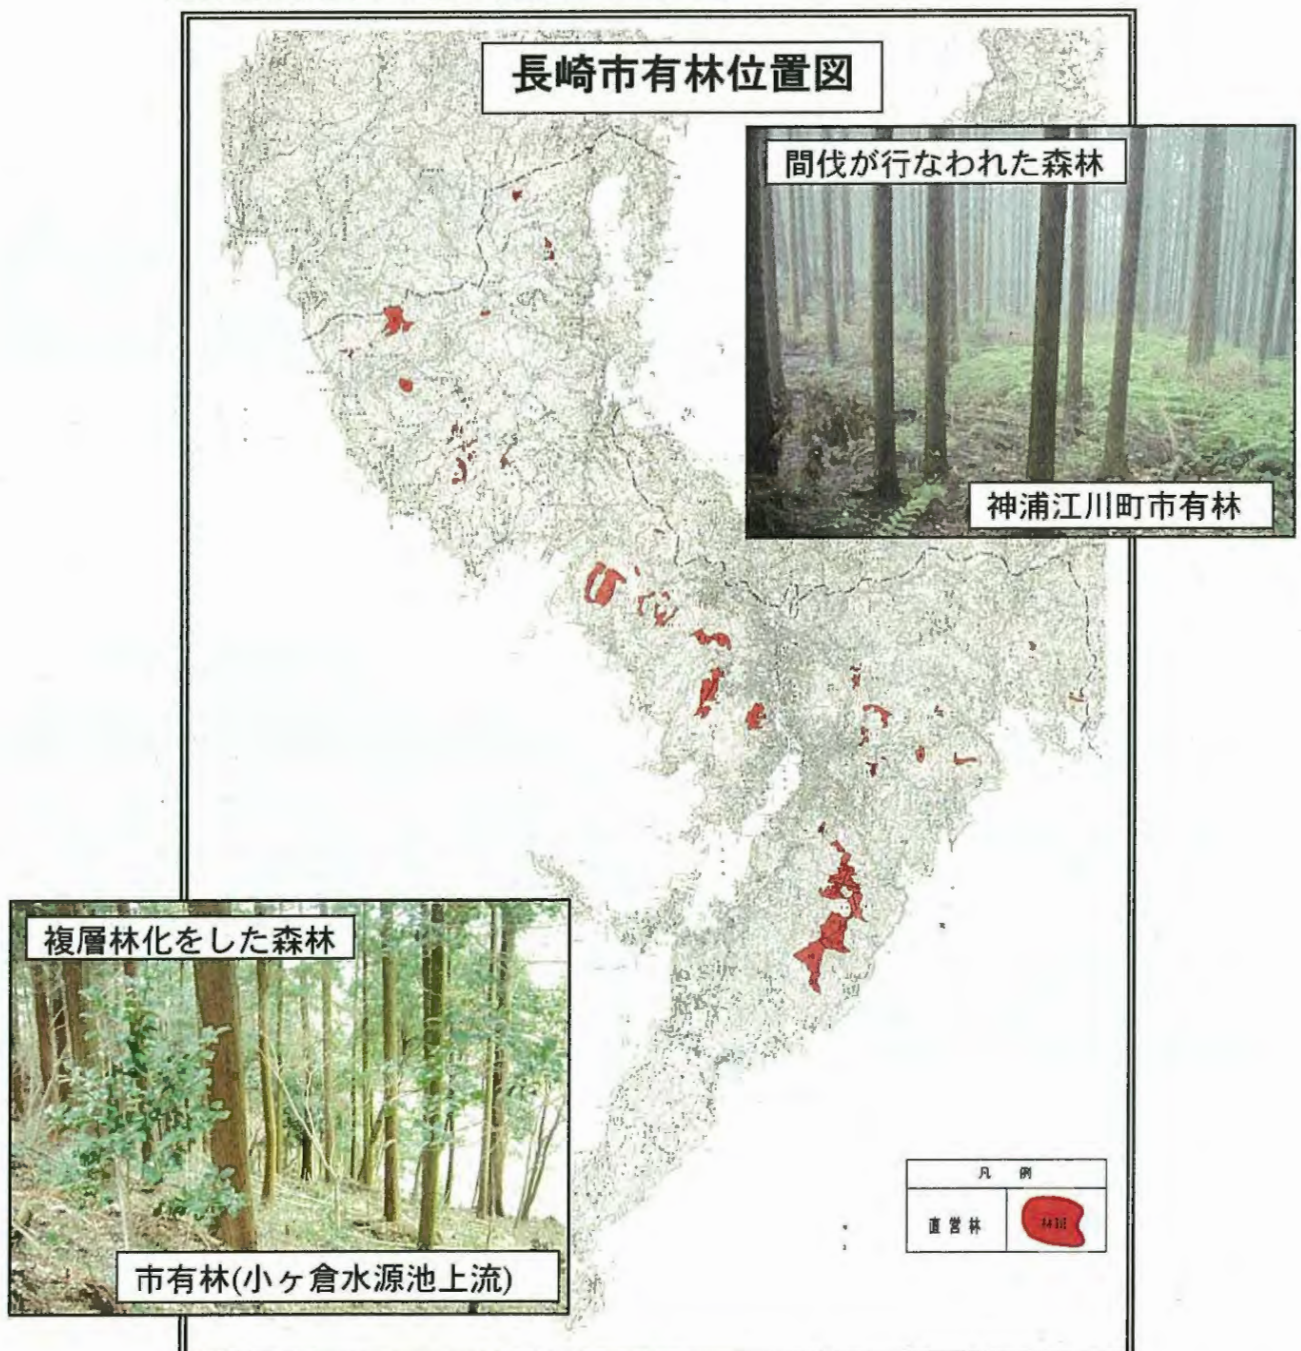 長崎市有林位置図
間伐が行なわれた森林
神浦江川町市有林
複層林化をした森林
市有林(小ヶ倉水源池上流)
凡 例
直営林
林班